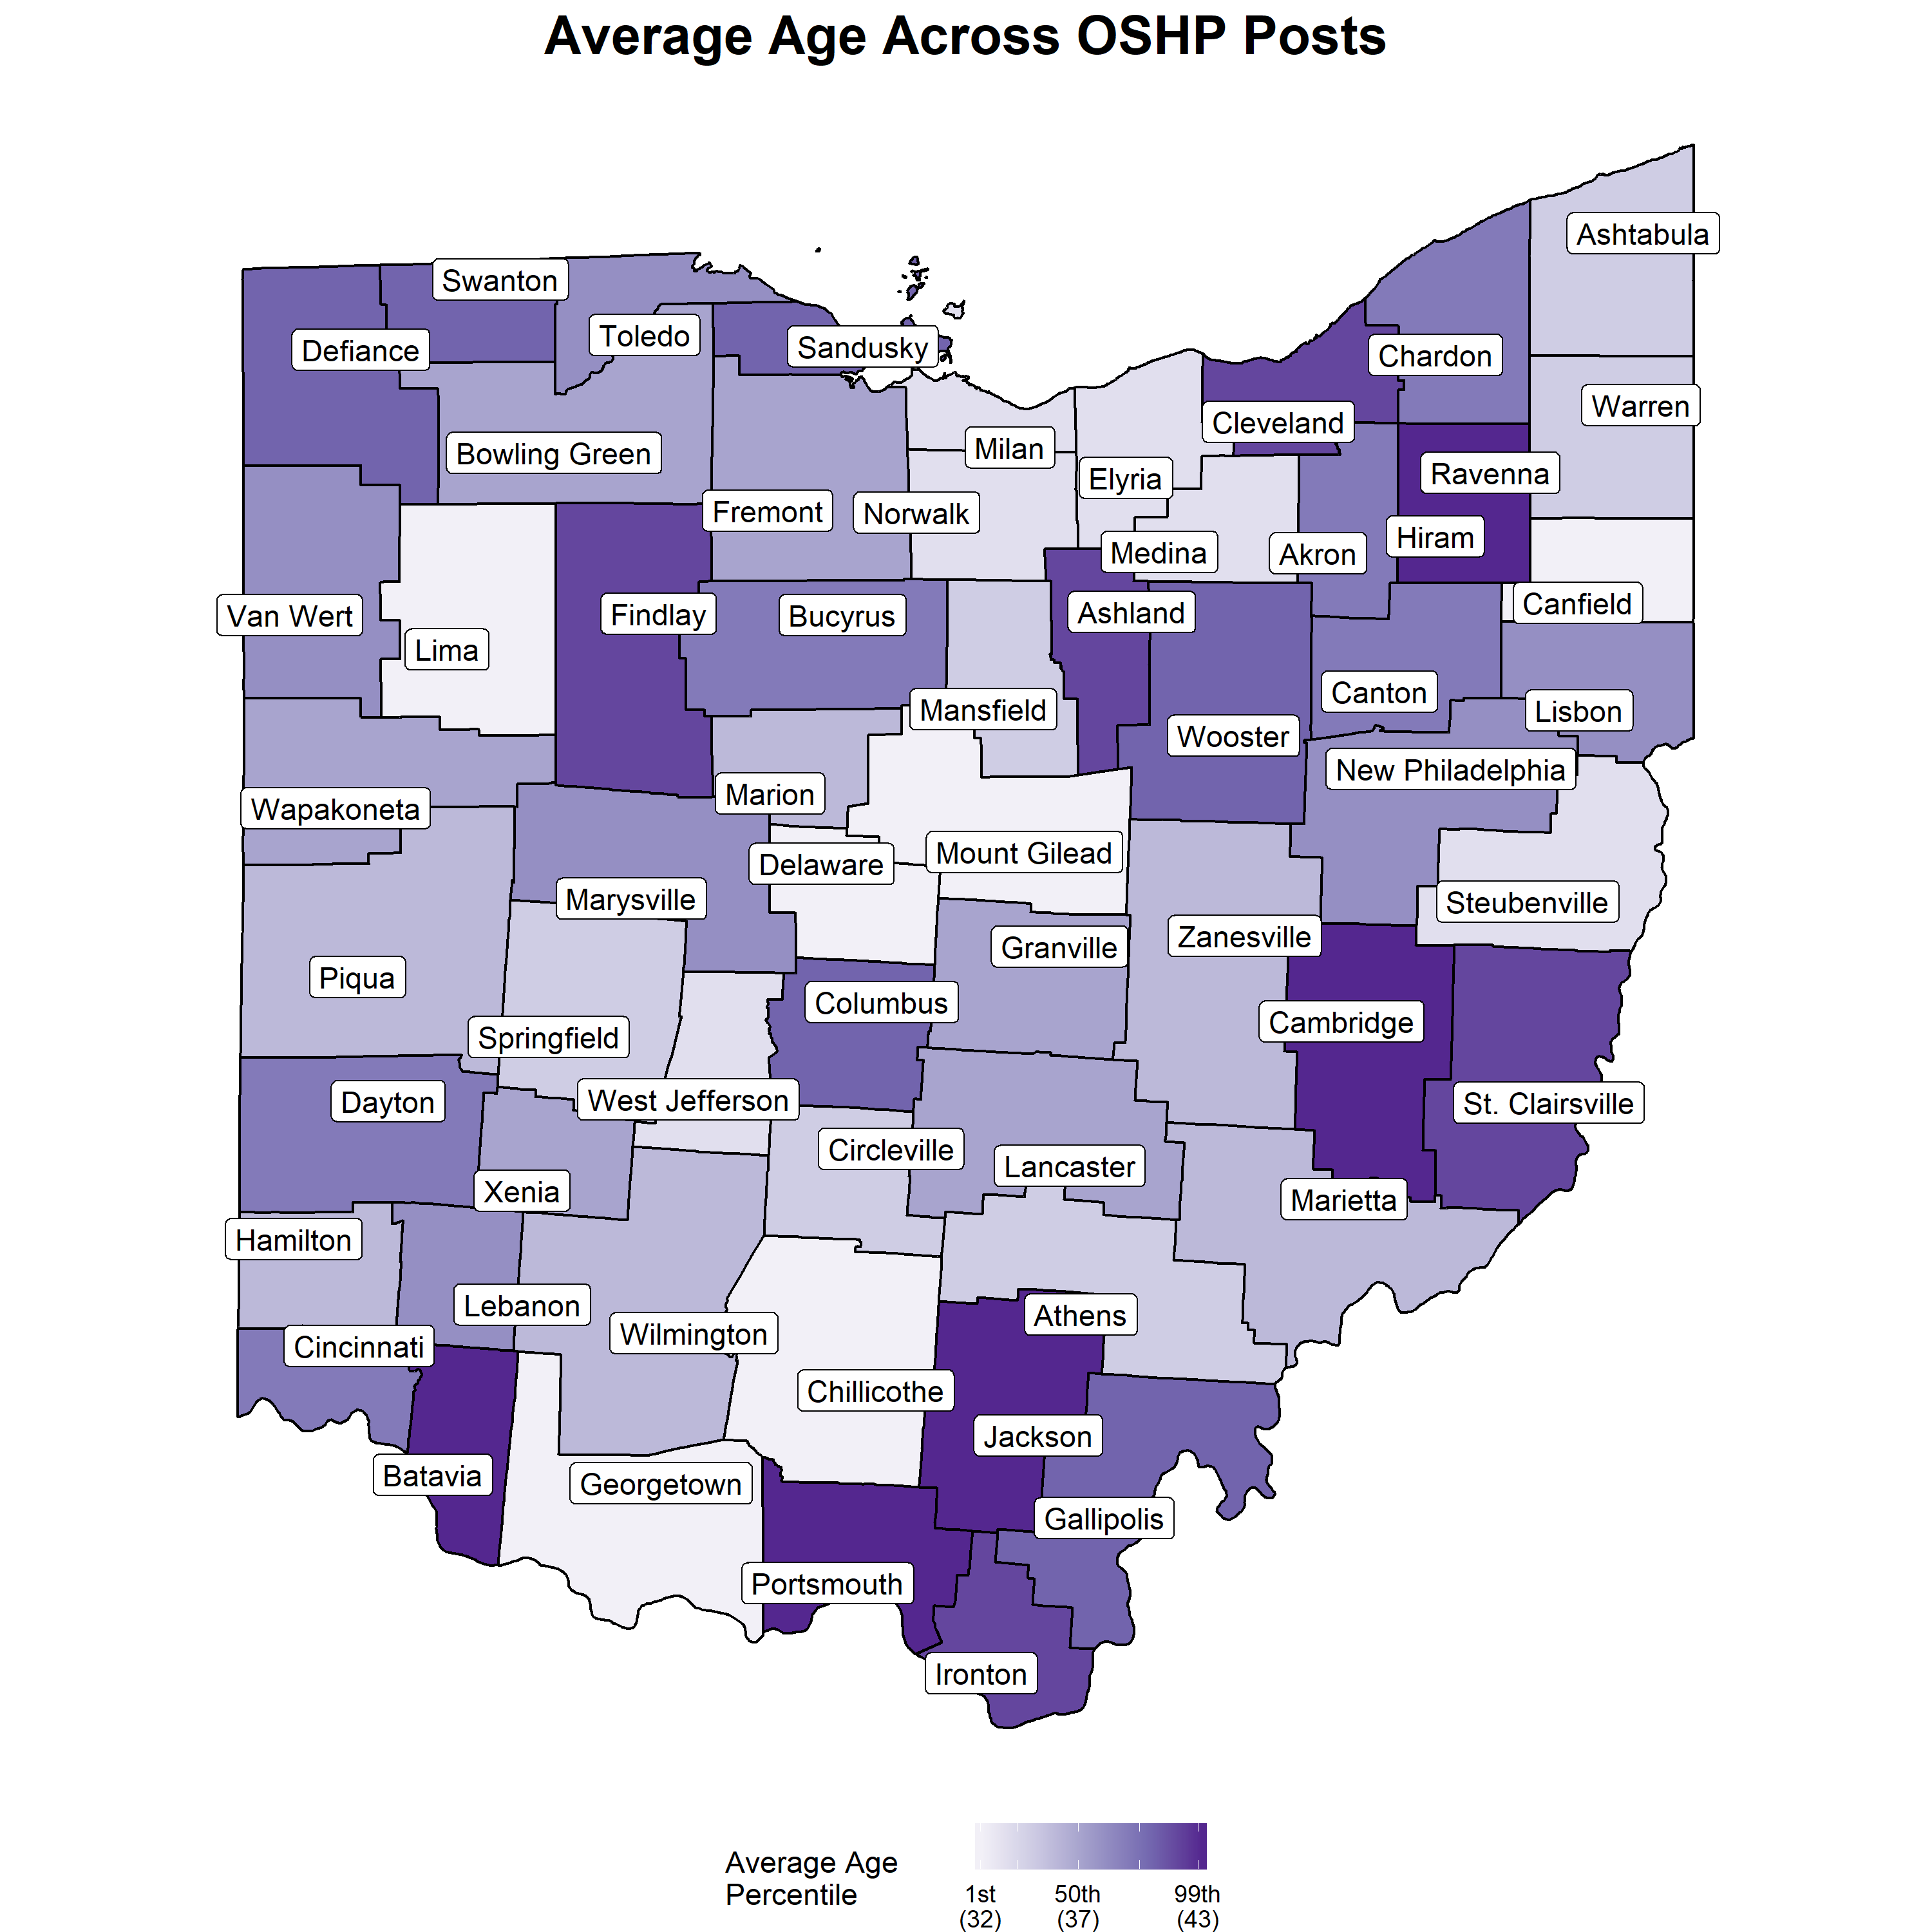 Average Age Across OSHP Posts
Ashtabula
Swanton
Toledo
Sandusky
Defiance
Chardon
Warren
Cleveland
Milan
Bowling Green
Ravenna
Elyria
Fremont
Norwalk
Hiram
Medina
Akron
Canfield
Ashland
Findlay
Bucyrus
Van Wert
Lima
Canton
Mansfield
Lisbon
Wooster
New Philadelphia
Marion
Wapakoneta
Mount Gilead
Delaware
Marysville
Steubenville
Zanesville
Granville
Piqua
Columbus
Cambridge
Springfield
West Jefferson
Dayton
St. Clairsville
Circleville
Lancaster
Xenia
Marietta
Hamilton
Lebanon
Athens
Wilmington
Cincinnati
Chillicothe
Jackson
Batavia
Georgetown
Gallipolis
Portsmouth
Ironton
Average Age
Percentile
1st 50th 99th
(32) (37) (43)